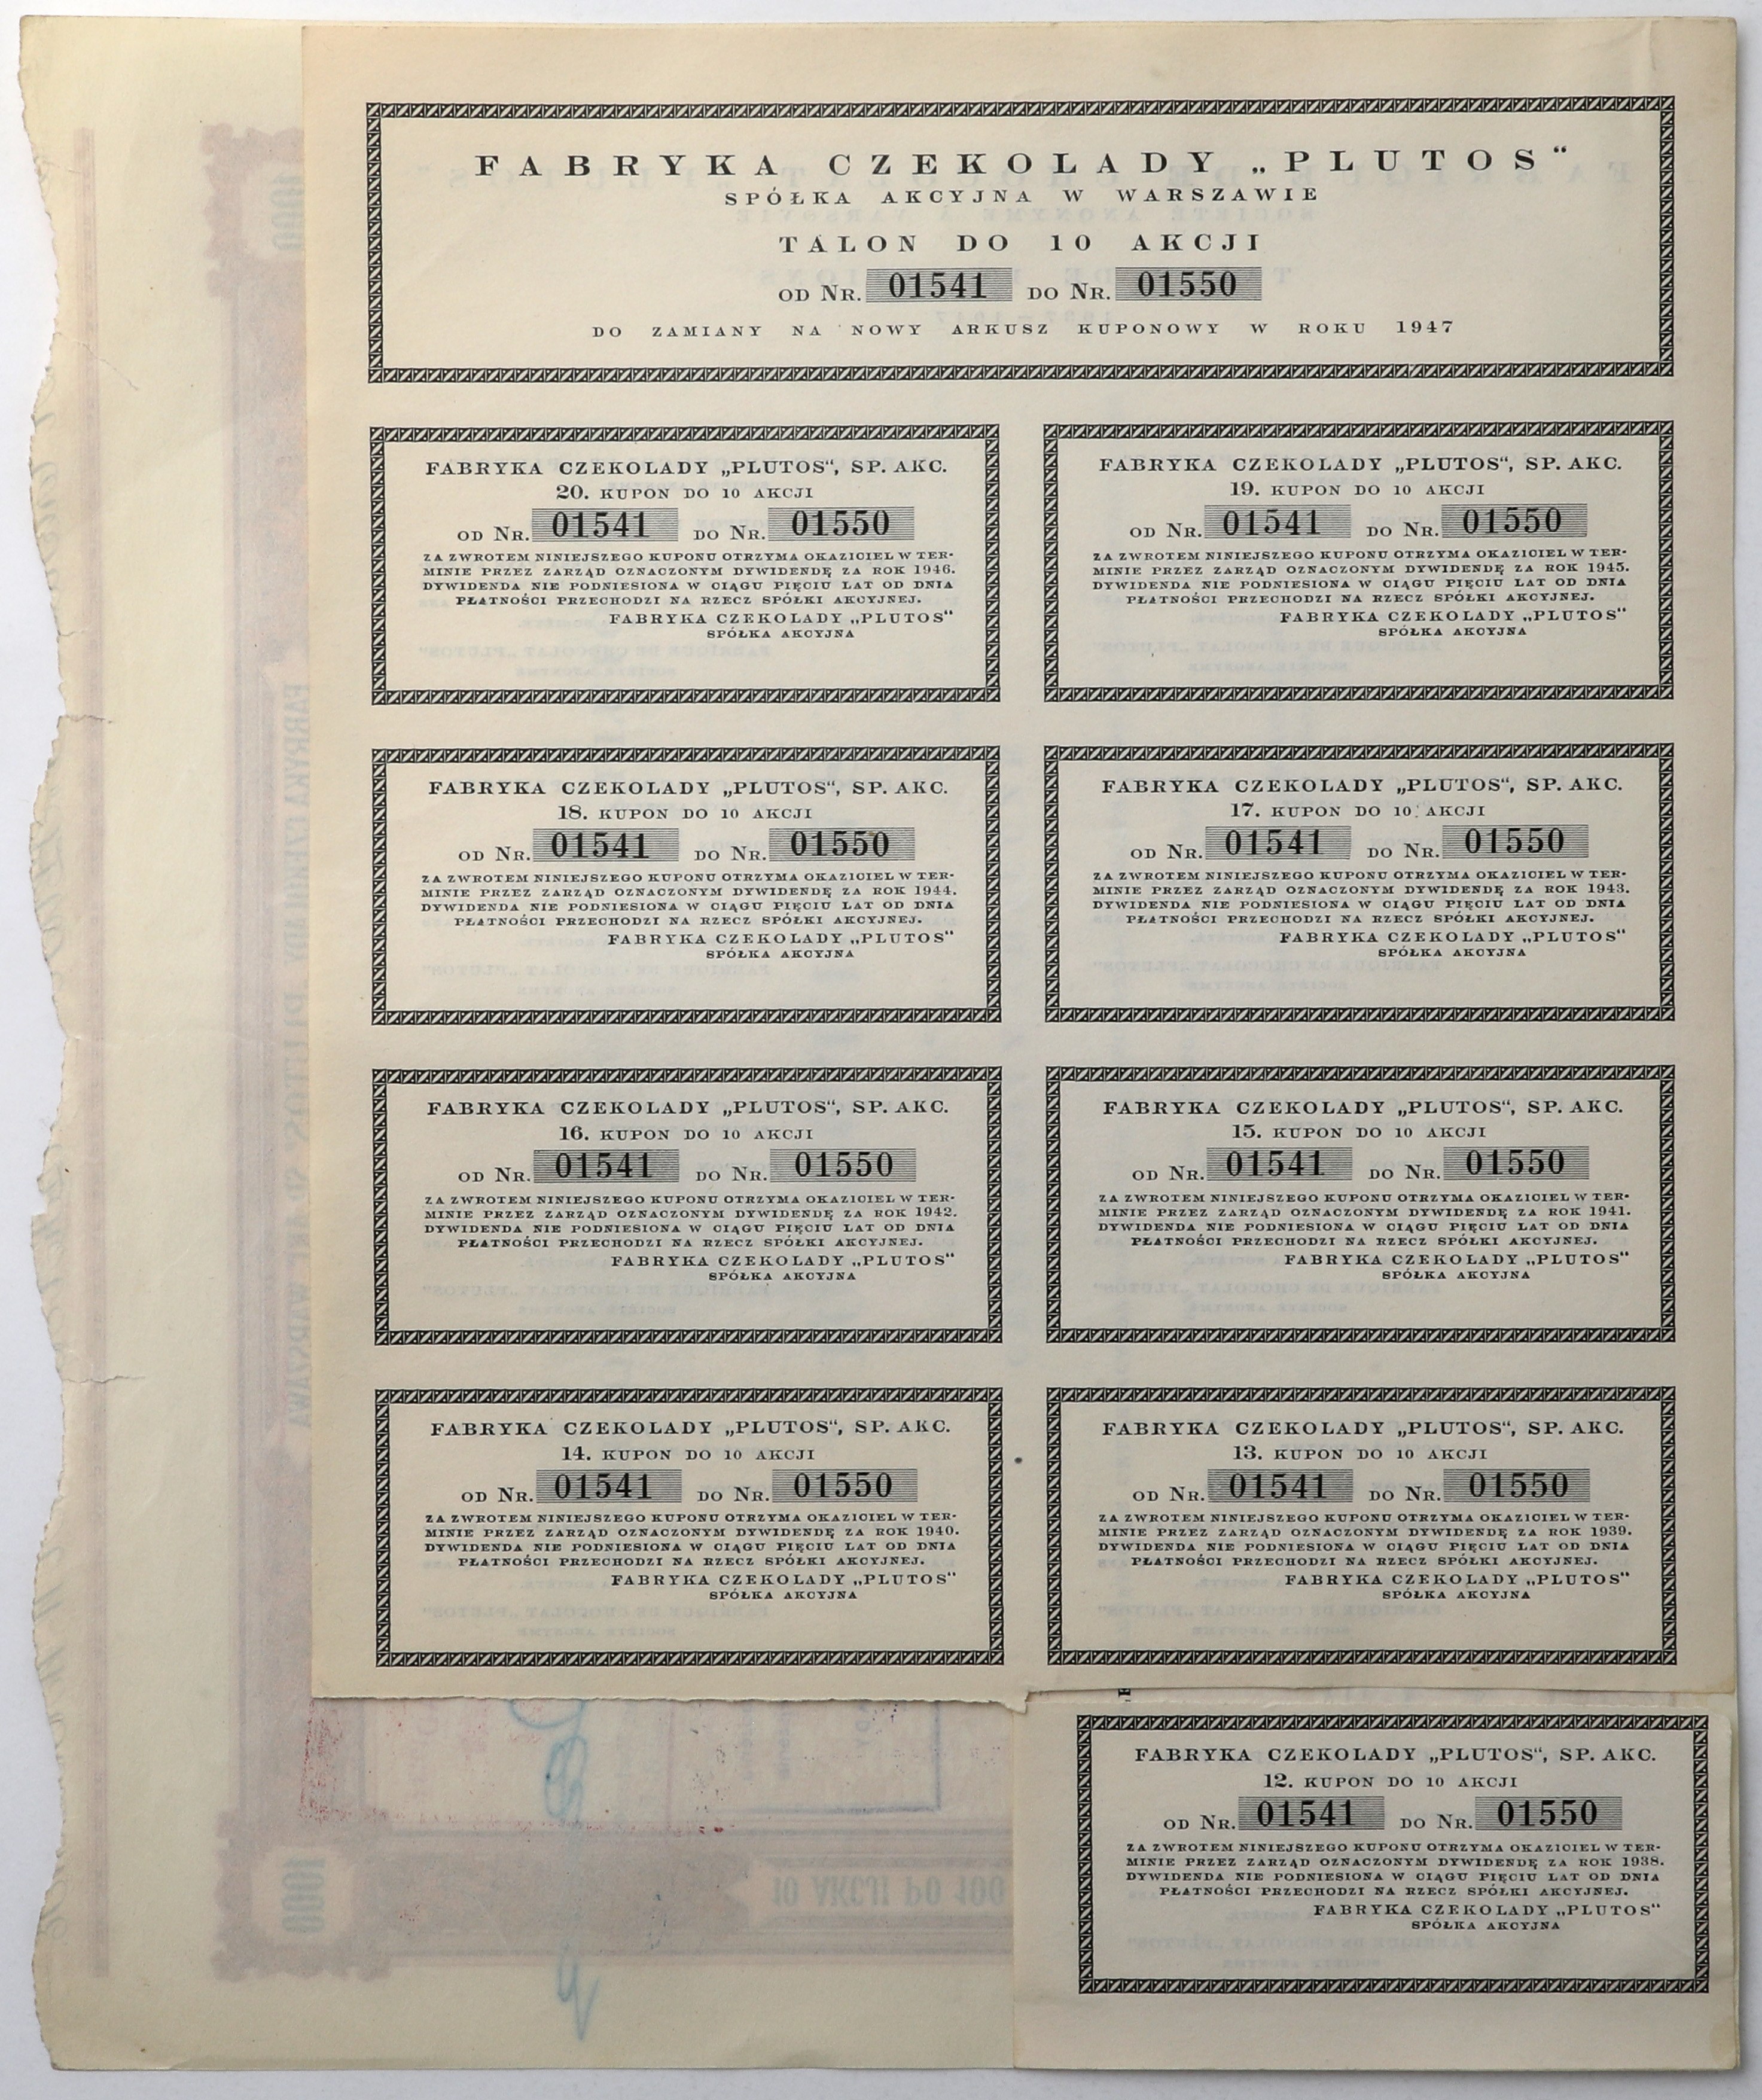 FABRYKA CZEKOLADY „PLUTOS“
SPÓŁKA AKCYJNA W WARSZAWIE
TALON DO 10 AKCJI
OD NR. 01541 DO NR. 01550
DO ZAMIANY NA NOWY ARKUSZ KUPONOWY W ROKU 1947
FABRYKA CZEKOLADY „PLUTOS“, SP. AKC.
20. KUPON DO 10 AKCJI
OD NR. 01541 DO NR. 01550
ZA ZWROTEM NINIEJSZEGO KUPONU OTRZYMA OKAZICIEL W TER-
MINIE PRZEZ ZARZĄD OZNACZONYM DYWIDENDĘ ZA ROK 1946.
DYWIDENDA NIE PODNIESIONA W CIĄGU PIĘCIU LAT OD DNIA
PŁATNOŚCI PRZECHODZI NA RZECZ SPÓŁKI AKCYJNEJ.
FABRYKA CZEKOLADY „PLUTOS“
SPÓŁKA AKCYJNA
FABRYKA CZEKOLADY „PLUTOS“, SP. AKC.
19. KUPON DO 10 AKCJI
OD NR. 01541 DO NR. 01550
ZA ZWROTEM NINIEJSZEGO KUPONU OTRZYMA OKAZICIEL W TER-
MINIE PRZEZ ZARZĄD OZNACZONYM DYWIDENDĘ ZA ROK 1945.
DYWIDENDA NIE PODNIESIONA W CIĄGU PIĘCIU LAT OD DNIA
PŁATNOŚCI PRZECHODZI NA RZECZ SPÓŁKI AKCYJNEJ.
FABRYKA CZEKOLADY „PLUTOS“
SPÓŁKA AKCYJNA
FABRYKA CZEKOLADY „PLUTOS“, SP. AKC.
18. KUPON DO 10 AKCJI
OD NR. 01541 DO NR. 01550
ZA ZWROTEM NINIEJSZEGO KUPONU OTRZYMA OKAZICIEL W TER-
MINIE PRZEZ ZARZĄD OZNACZONYM DYWIDENDĘ ZA ROK 1944.
DYWIDENDA NIE PODNIESIONA W CIĄGU PIĘCIU LAT OD DNIA
PŁATNOŚCI PRZECHODZI NA RZECZ SPÓŁKI AKCYJNEJ.
FABRYKA CZEKOLADY „PLUTOS“
SPÓŁKA AKCYJNA
FABRYKA CZEKOLADY „PLUTOS“, SP. AKC.
17. KUPON DO 10 AKCJI
OD NR. 01541 DO NR. 01550
ZA ZWROTEM NINIEJSZEGO KUPONU OTRZYMA OKAZICIEL W TER-
MINIE PRZEZ ZARZĄD OZNACZONYM DYWIDENDĘ ZA ROK 1943.
DYWIDENDA NIE PODNIESIONA W CIĄGU PIĘCIU LAT OD DNIA
PŁATNOŚCI PRZECHODZI NA RZECZ SPÓŁKI AKCYJNEJ.
FABRYKA CZEKOLADY „PLUTOS“
SPÓŁKA AKCYJNA
FABRYKA CZEKOLADY „PLUTOS“, SP. AKC.
16. KUPON DO 10 AKCJI
OD NR. 01541 DO NR. 01550
ZA ZWROTEM NINIEJSZEGO KUPONU OTRZYMA OKAZICIEL W TER-
MINIE PRZEZ ZARZĄD OZNACZONYM DYWIDENDĘ ZA ROK 1942.
DYWIDENDA NIE PODNIESIONA W CIĄGU PIĘCIU LAT OD DNIA
PŁATNOŚCI PRZECHODZI NA RZECZ SPÓŁKI AKCYJNEJ.
FABRYKA CZEKOLADY „PLUTOS“
SPÓŁKA AKCYJNA
FABRYKA CZEKOLADY „PLUTOS“, SP. AKC.
15. KUPON DO 10 AKCJI
OD NR. 01541 DO NR. 01550
ZA ZWROTEM NINIEJSZEGO KUPONU OTRZYMA OKAZICIEL W TER-
MINIE PRZEZ ZARZĄD OZNACZONYM DYWIDENDĘ ZA ROK 1941.
DYWIDENDA NIE PODNIESIONA W CIĄGU PIĘCIU LAT OD DNIA
PŁATNOŚCI PRZECHODZI NA RZECZ SPÓŁKI AKCYJNEJ.
FABRYKA CZEKOLADY „PLUTOS“
SPÓŁKA AKCYJNA
FABRYKA CZEKOLADY „PLUTOS“, SP. AKC.
14. KUPON DO 10 AKCJI
OD NR. 01541 DO NR. 01550
ZA ZWROTEM NINIEJSZEGO KUPONU OTRZYMA OKAZICIEL W TER-
MINIE PRZEZ ZARZĄD OZNACZONYM DYWIDENDĘ ZA ROK 1940.
DYWIDENDA NIE PODNIESIONA W CIĄGU PIĘCIU LAT OD DNIA
PŁATNOŚCI PRZECHODZI NA RZECZ SPÓŁKI AKCYJNEJ.
FABRYKA CZEKOLADY „PLUTOS“
SPÓŁKA AKCYJNA
FABRYKA CZEKOLADY „PLUTOS“, SP. AKC.
13. KUPON DO 10 AKCJI
OD NR. 01541 DO NR. 01550
ZA ZWROTEM NINIEJSZEGO KUPONU OTRZYMA OKAZICIEL W TER-
MINIE PRZEZ ZARZĄD OZNACZONYM DYWIDENDĘ ZA ROK 1939.
DYWIDENDA NIE PODNIESIONA W CIĄGU PIĘCIU LAT OD DNIA
PŁATNOŚCI PRZECHODZI NA RZECZ SPÓŁKI AKCYJNEJ.
FABRYKA CZEKOLADY „PLUTOS“
SPÓŁKA AKCYJNA
FABRYKA CZEKOLADY „PLUTOS“, SP. AKC.
12. KUPON DO 10 AKCJI
OD NR. 01541 DO NR. 01550
ZA ZWROTEM NINIEJSZEGO KUPONU OTRZYMA OKAZICIEL W TER-
MINIE PRZEZ ZARZĄD OZNACZONYM DYWIDENDĘ ZA ROK 1938.
DYWIDENDA NIE PODNIESIONA W CIĄGU PIĘCIU LAT OD DNIA
PŁATNOŚCI PRZECHODZI NA RZECZ SPÓŁKI AKCYJNEJ.
FABRYKA CZEKOLADY „PLUTOS“
SPÓŁKA AKCYJNA
1000
FABRYKA CZEKOLADY PLUTOS SP. AKC. WARSZAWA
1000
10 AKCJI PO 100